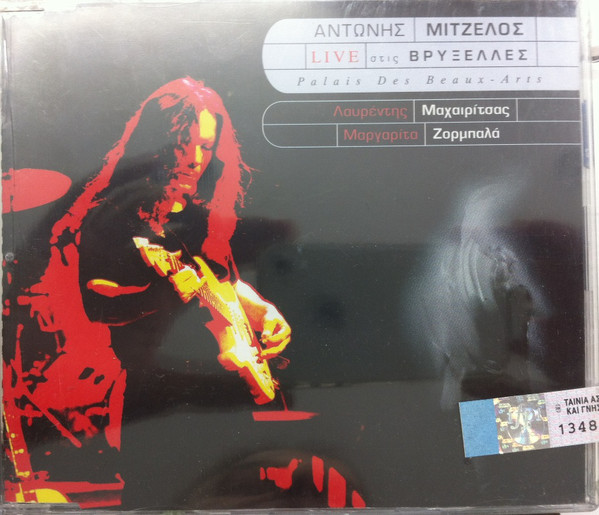 ΑΝΤΩΝΗΣ ΜΙΤΖΕΛΟΣ
LIVE στις ΒΡΥΞΕΛΛΕΣ
Palais Des Beaux-Arts
Λαυρέντης Μαχαιρίτσας
Μαργαρίτα Ζορμπαλά
ΤΑΙΝΙΑ ΑΣ
ΚΑΙ ΓΝΗΣ
1348